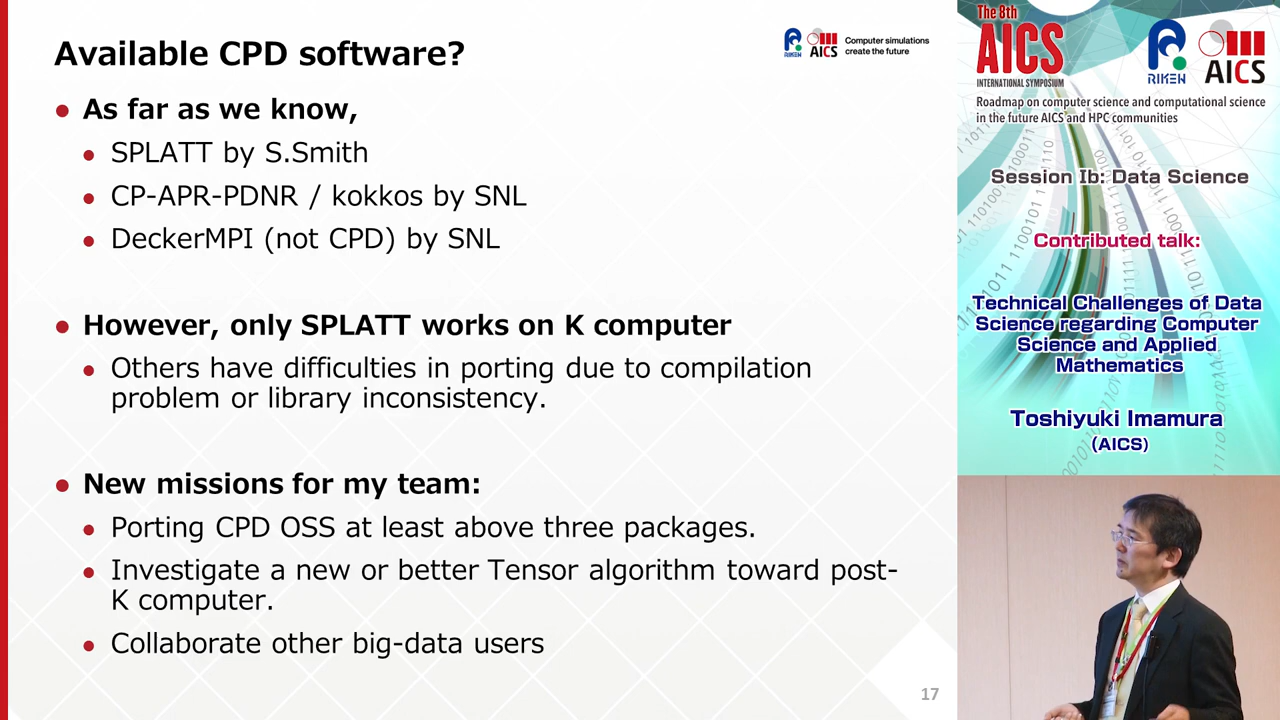 Available CPD software?
RIKEN
AICS
Computer simulations
create the future
As far as we know,
SPLATT by S.Smith
CP-APR-PDNR / kokkos by SNL
DeckerMPI (not CPD) by SNL
However, only SPLATT works on K computer
Others have difficulties in porting due to compilation
problem or library inconsistency.
New missions for my team:
Porting CPD OSS at least above three packages.
Investigate a new or better Tensor algorithm toward post-
K computer.
Collaborate other big-data users
17
The 8th
AICS
INTERNATIONAL SYMPOSIUM
RIKEN
AICS
Roadmap on computer science and computational science
in the future AICS and HPC communities
Session Ib: Data Science
Contributed talk:
Technical Challenges of Data
Science regarding Computer
Science and Applied
Mathematics
Toshiyuki Imamura
(AICS)